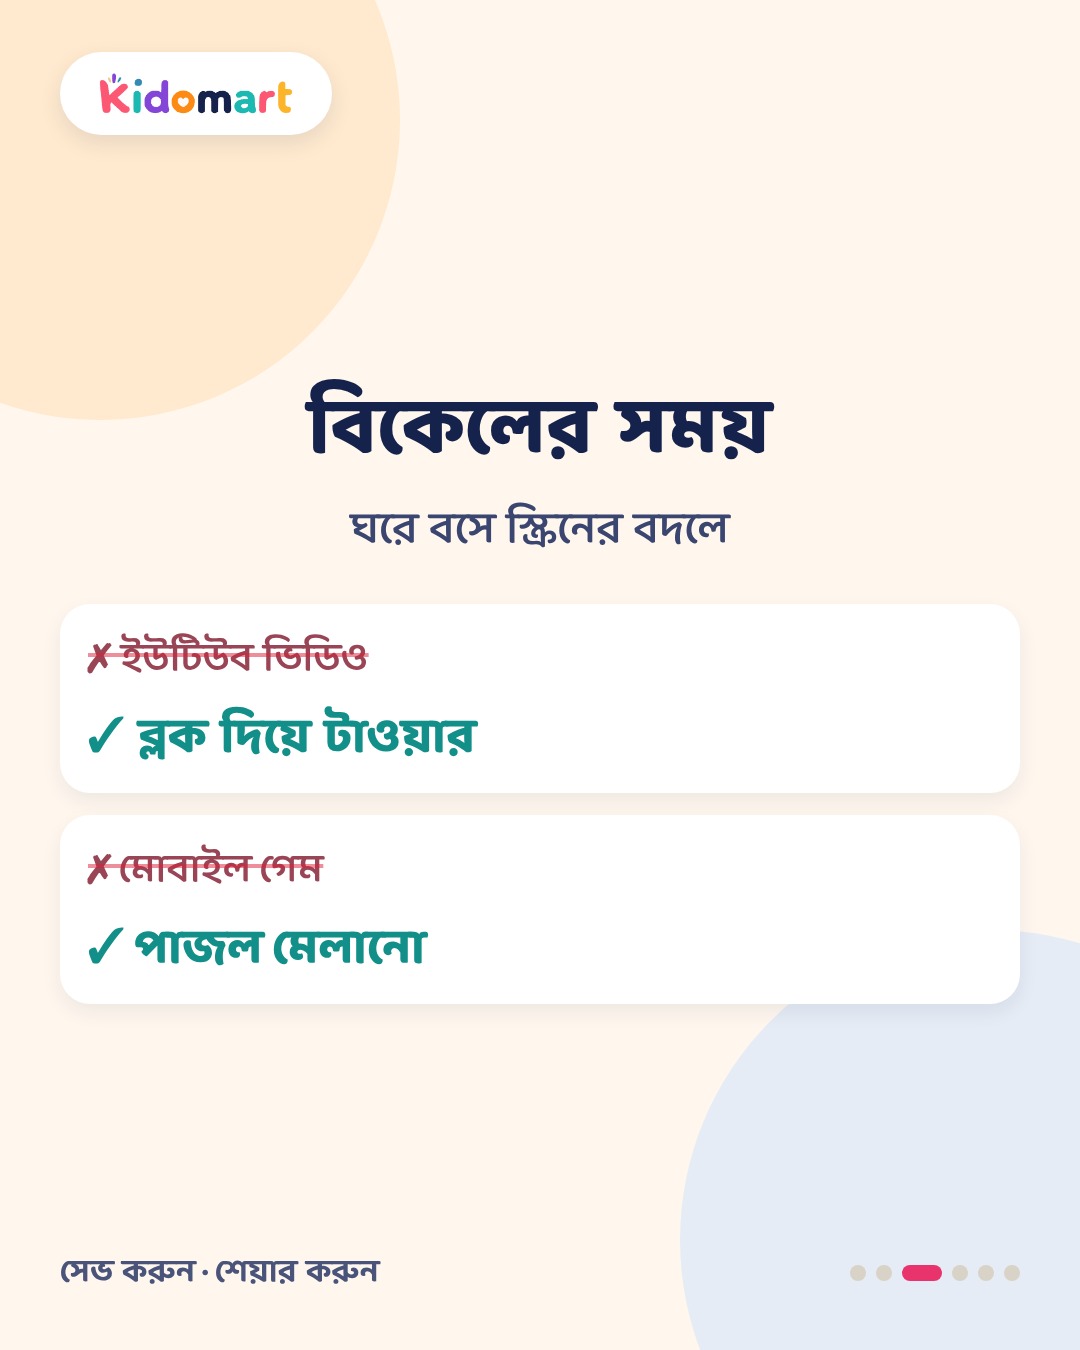 Kidomart
বিকেলের সময়
ঘরে বসে স্ক্রিনের বদলে
✗ ইউটিউব ভিডিও
✓ ব্লক দিয়ে টাওয়ার
✗ মোবাইল গেম
✓ পাজল মেলানো
সেভ করুন · শেয়ার করুন